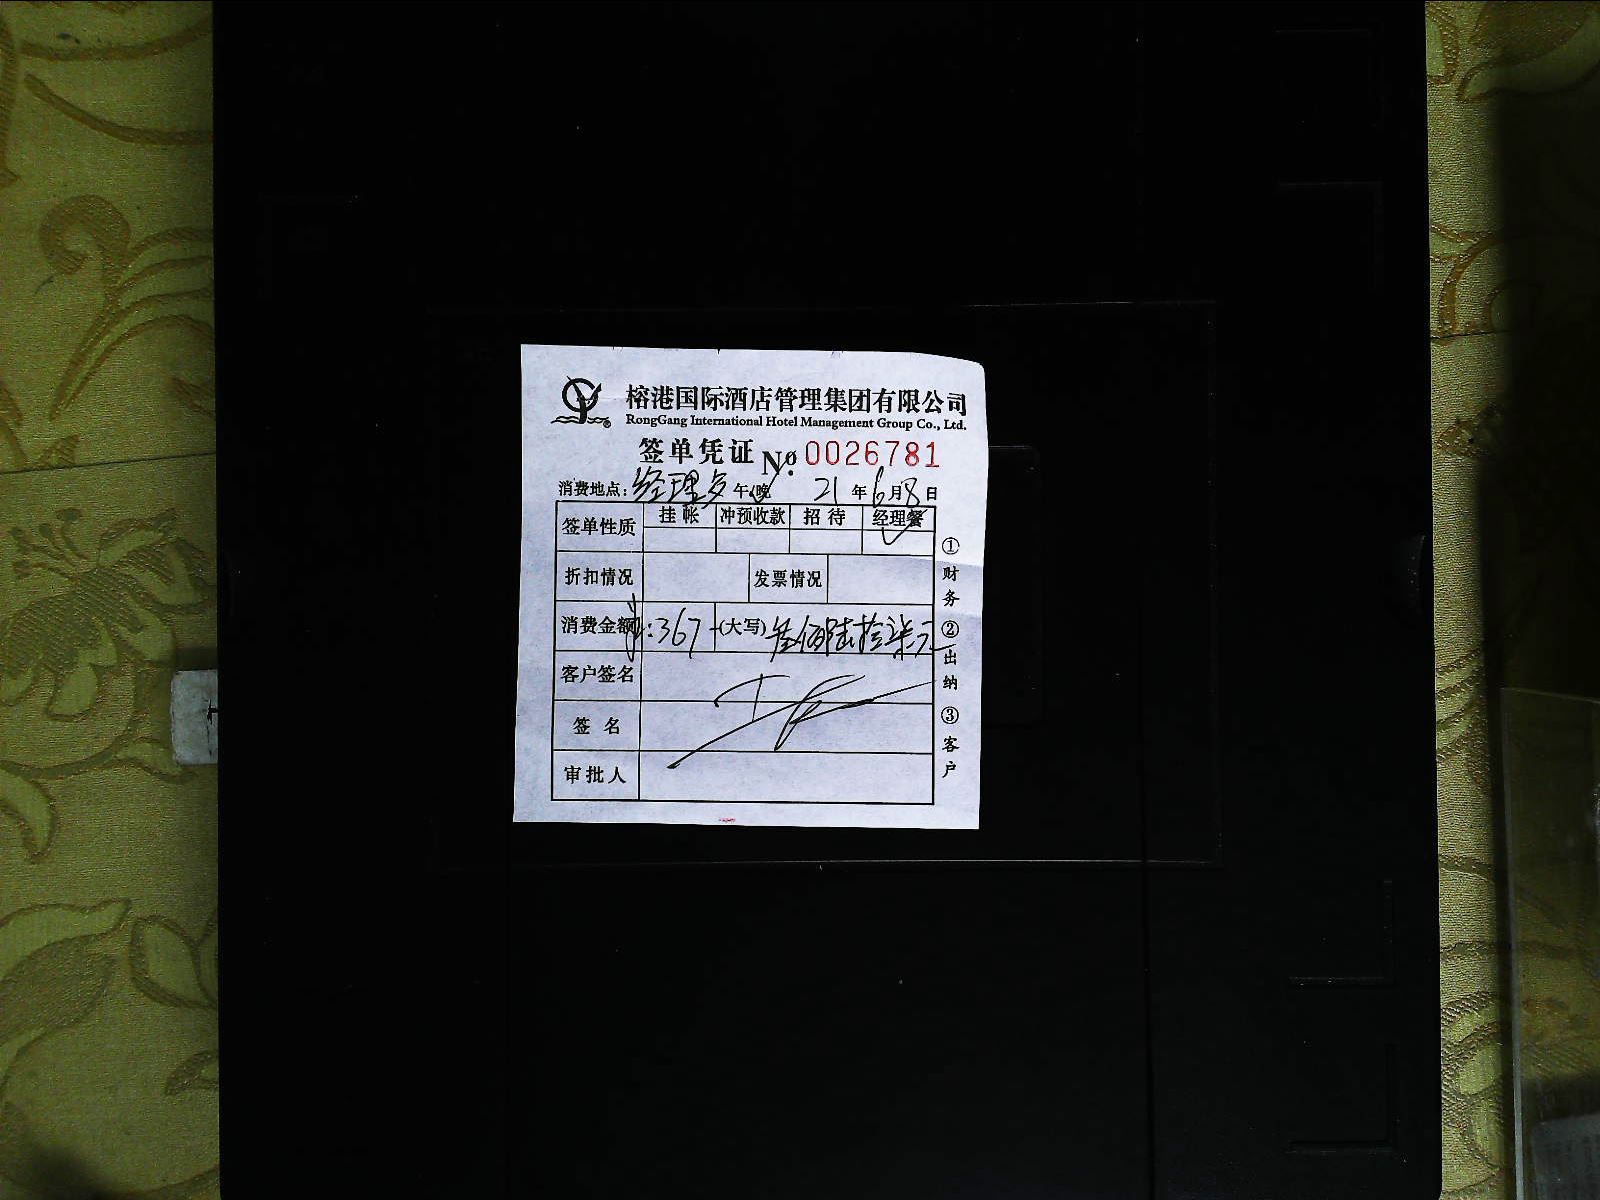 榕港国际酒店管理集团有限公司
RongGang International Hotel Management Group Co., Ltd.
签单凭证 № 0026781
消费地点: 经理 午、晚 21 年 6 月 8 日
签单性质 挂帐 冲预收款 招待 经理餐
折扣情况 发票情况
消费金额 ¥:367- (大写) 叁佰陆拾柒元
客户签名
签名
审批人
①财务 ②出纳 ③客户